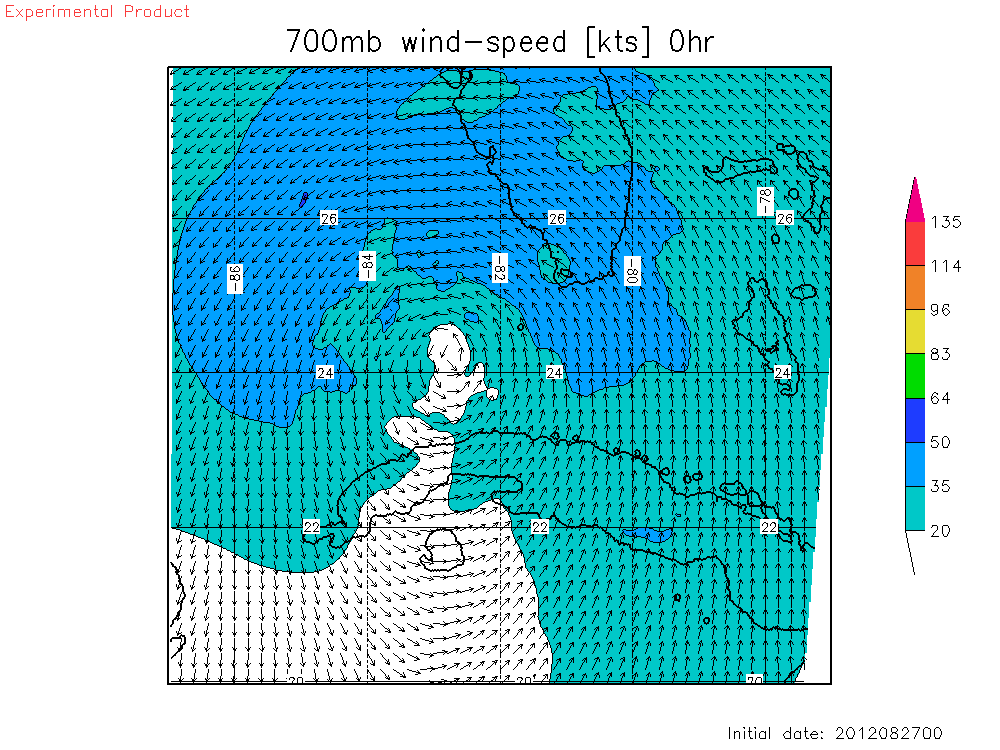 Experimental Product
700mb wind-speed [kts] 0hr
-78
26 26 26
-86 -84 -82 -80
24 24 24
22 22 22
20 20 20
135
114
96
83
64
50
35
20
Initial date: 2012082700